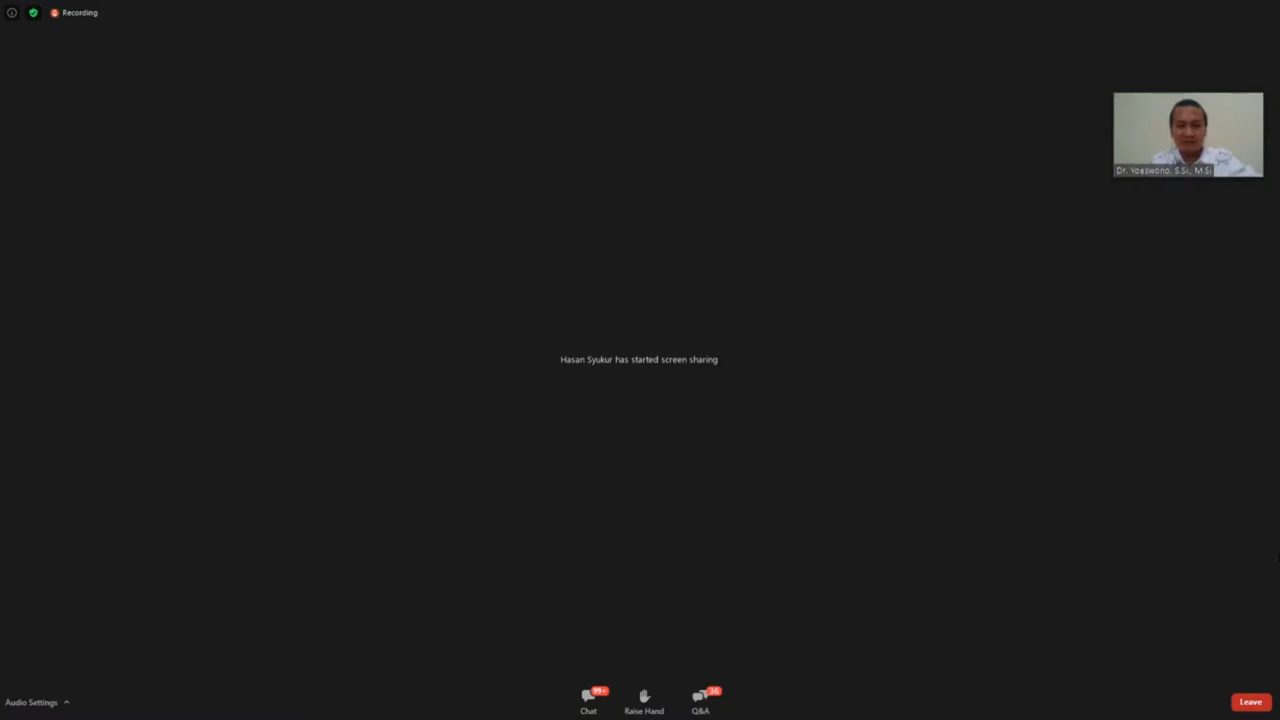 Recording
Dr. Yoeswono, S.Si., M.Si
Hasan Syukur has started screen sharing
Audio Settings
99+
Chat
Raise Hand
36
Q&A
Leave